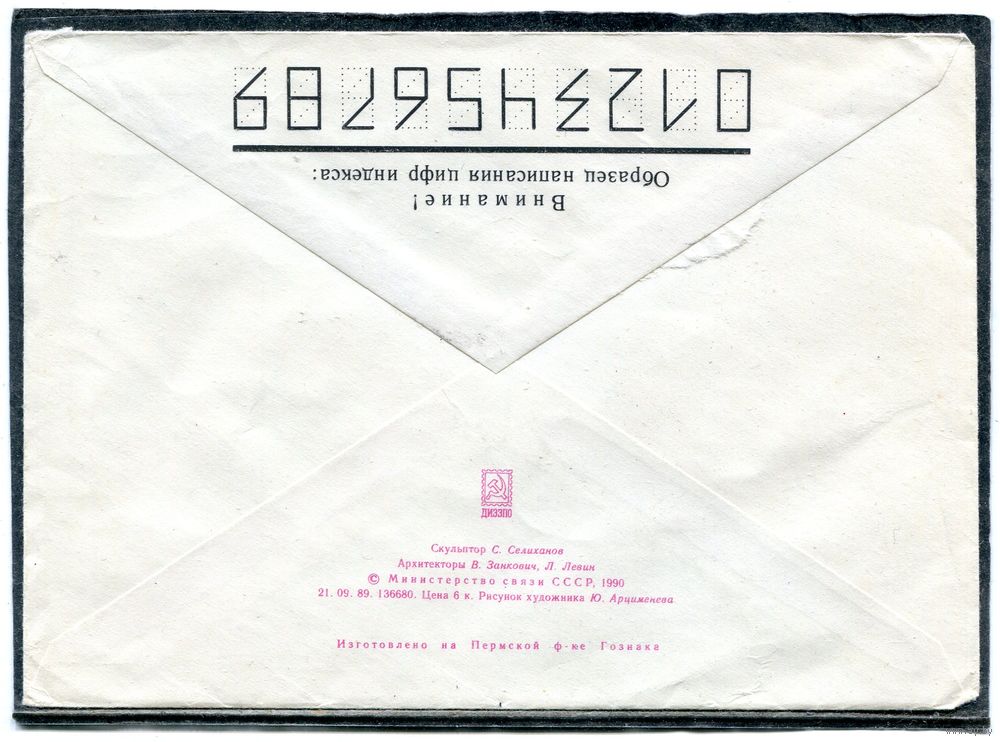 Внимание!
Образец написания цифр индекса:
0123456789
ДИЭЗПО
Скульптор С. Селиханов
Архитекторы В. Занкович, Л. Левин
© Министерство связи СССР, 1990
21. 09. 89. 136680. Цена 6 к. Рисунок художника Ю. Арцименева
Изготовлено на Пермской ф-ке Гознака